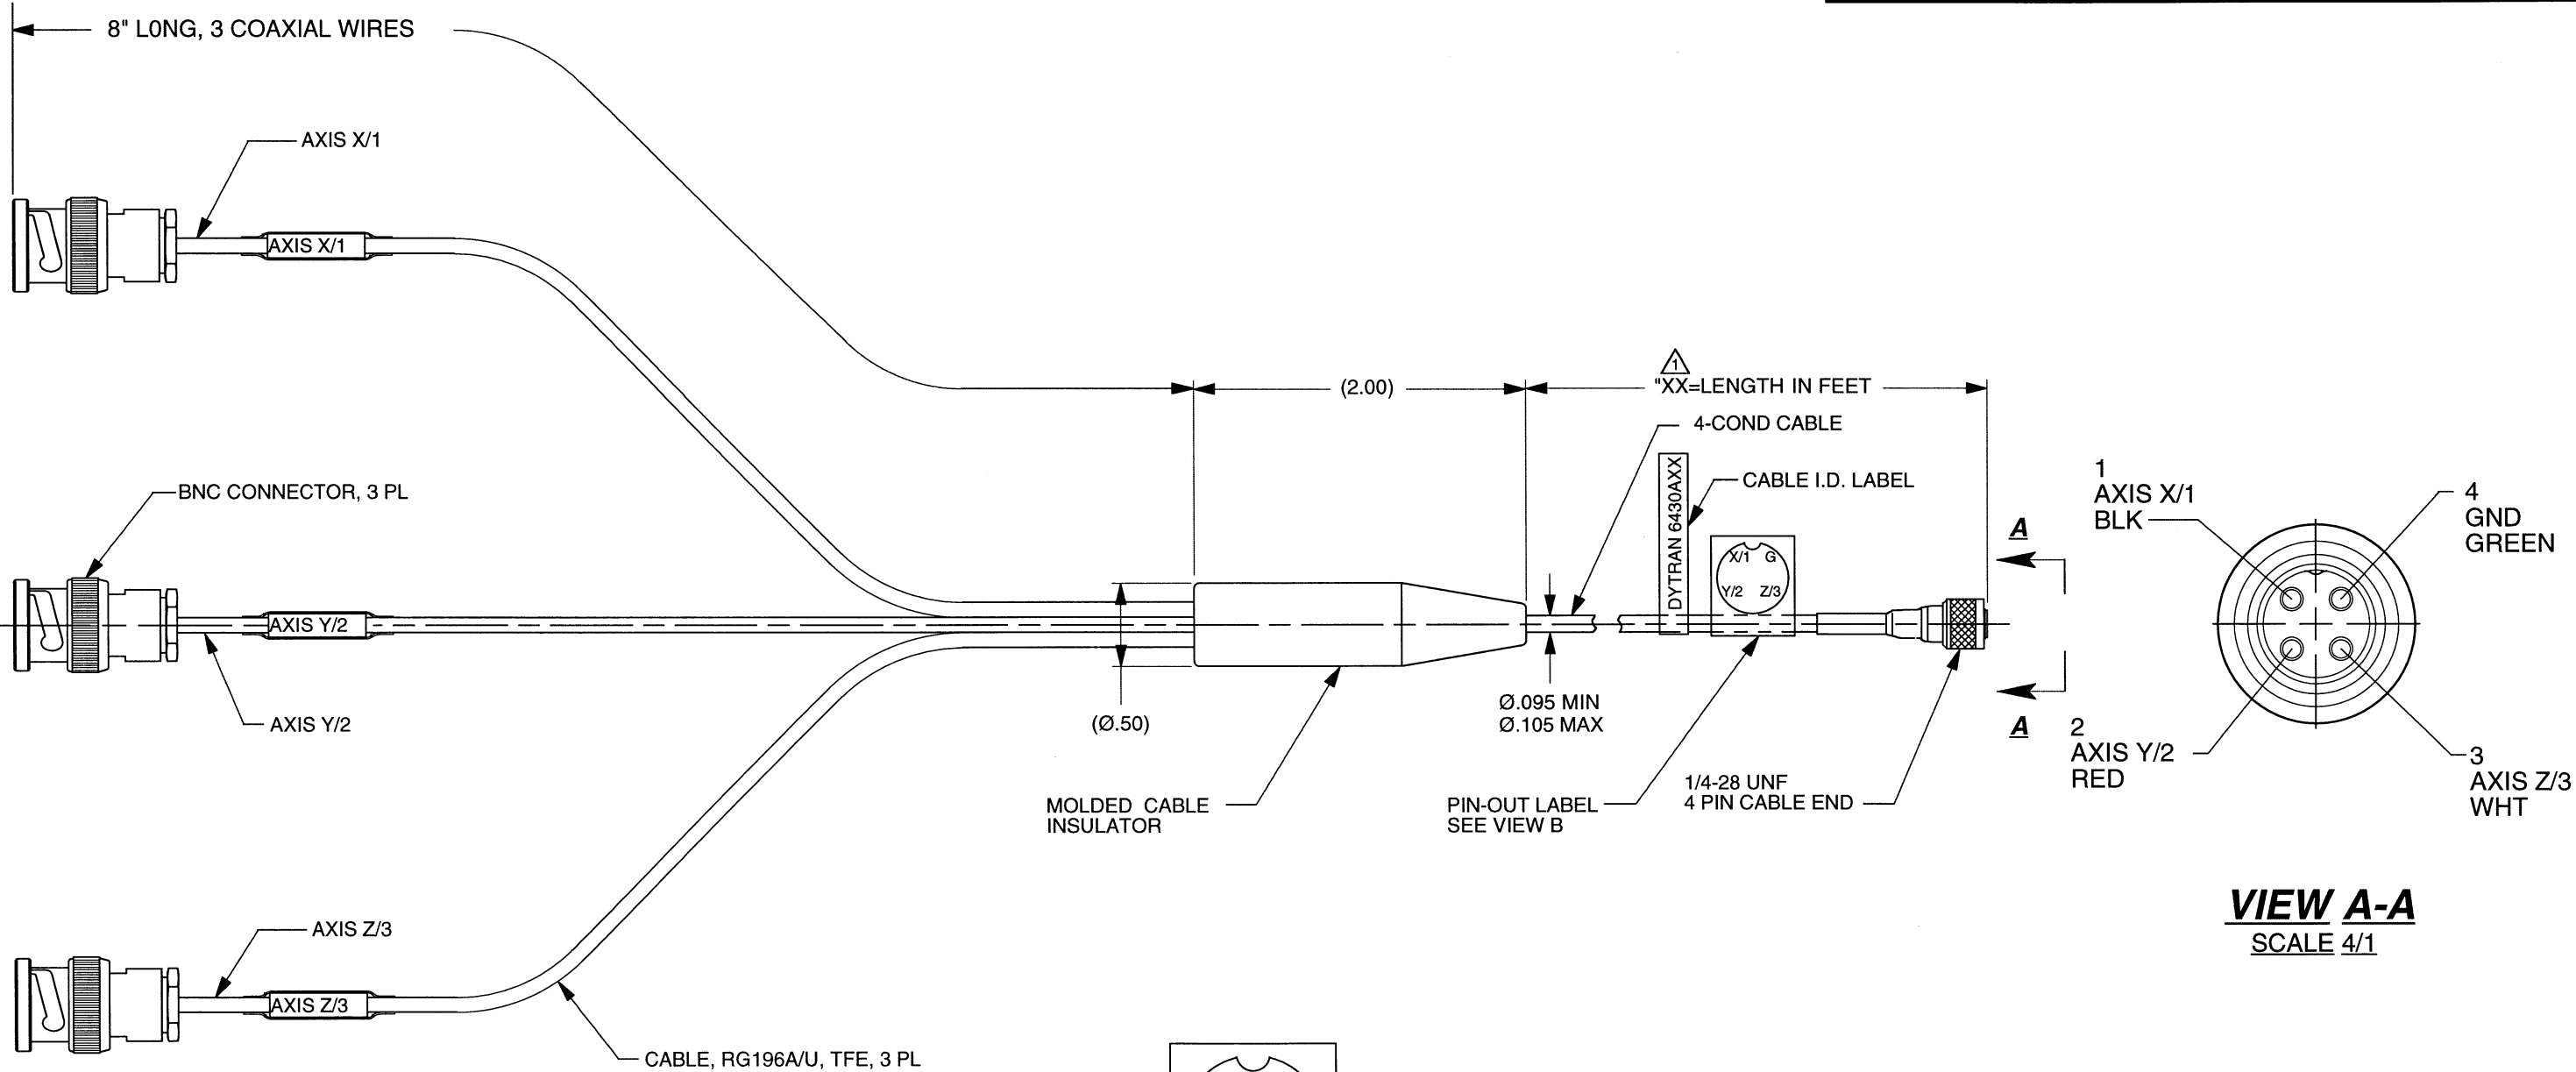 8" LONG, 3 COAXIAL WIRES
AXIS X/1
AXIS X/1
1
"XX=LENGTH IN FEET
(2.00)
4-COND CABLE
CABLE I.D. LABEL
DYTRAN 6430AXX
X/1 G
Y/2 Z/3
BNC CONNECTOR, 3 PL
A
1
AXIS X/1
BLK
4
GND
GREEN
AXIS Y/2
AXIS Y/2
(Ø.50)
Ø.095 MIN
Ø.105 MAX
A
2
AXIS Y/2
RED
3
AXIS Z/3
WHT
MOLDED CABLE
INSULATOR
PIN-OUT LABEL
SEE VIEW B
1/4-28 UNF
4 PIN CABLE END
VIEW A-A
SCALE 4/1
AXIS Z/3
AXIS Z/3
CABLE, RG196A/U, TFE, 3 PL